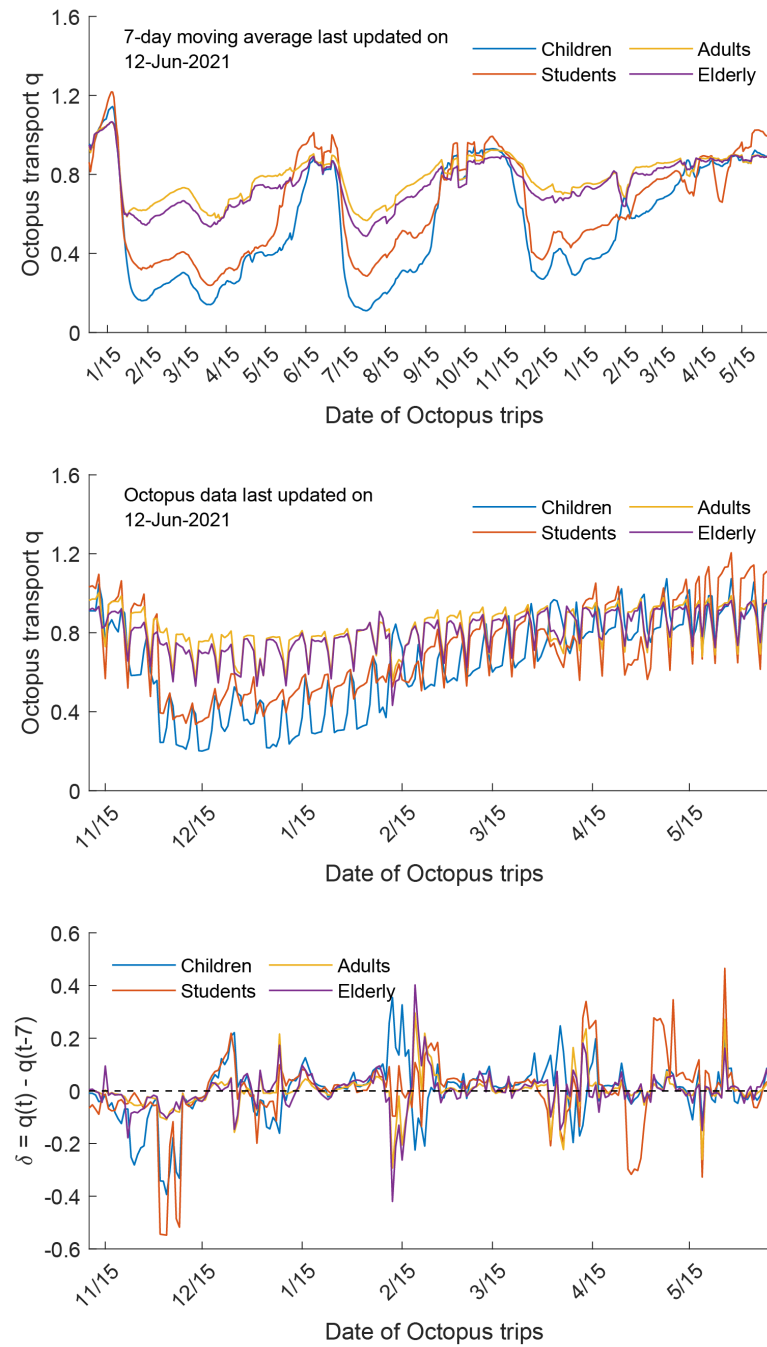 1.6
7-day moving average last updated on
12-Jun-2021
Children
Adults
Students
Elderly
1.2
0.8
0.4
0
Octopus transport q
1/15
2/15
3/15
4/15
5/15
6/15
7/15
8/15
9/15
10/15
11/15
12/15
1/15
2/15
3/15
4/15
5/15
Date of Octopus trips
1.6
Octopus data last updated on
12-Jun-2021
Children
Adults
Students
Elderly
1.2
0.8
0.4
0
Octopus transport q
11/15
12/15
1/15
2/15
3/15
4/15
5/15
Date of Octopus trips
0.6
Children
Adults
Students
Elderly
0.4
0.2
0
-0.2
-0.4
-0.6
δ = q(t) - q(t-7)
11/15
12/15
1/15
2/15
3/15
4/15
5/15
Date of Octopus trips